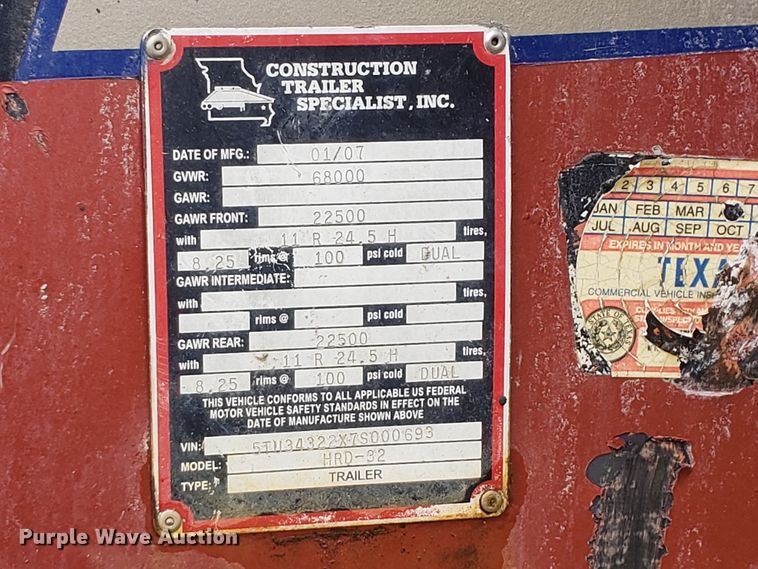 CONSTRUCTION
TRAILER
SPECIALIST, INC.
DATE OF MFG.: 01/07
GVWR: 68000
GAWR:
GAWR FRONT: 22500
with 11 R 24.5 H tires,
8.25 rims @ 100 psi cold DUAL
GAWR INTERMEDIATE:
with tires,
rims @ psi cold
GAWR REAR: 22500
with 11 R 24.5 H tires,
8.25 rims @ 100 psi cold DUAL
THIS VEHICLE CONFORMS TO ALL APPLICABLE US FEDERAL
MOTOR VEHICLE SAFETY STANDARDS IN EFFECT ON THE
DATE OF MANUFACTURE SHOWN ABOVE
VIN: 5TU34322X7S000693
MODEL: HRD-32
TYPE: TRAILER
2 3 4 5 6 7
JAN FEB MAR
JUL AUG SEP OCT
EXPIRES IN MONTH AND
TEXA
COMMERCIAL VEHICLE
Purple Wave Auction